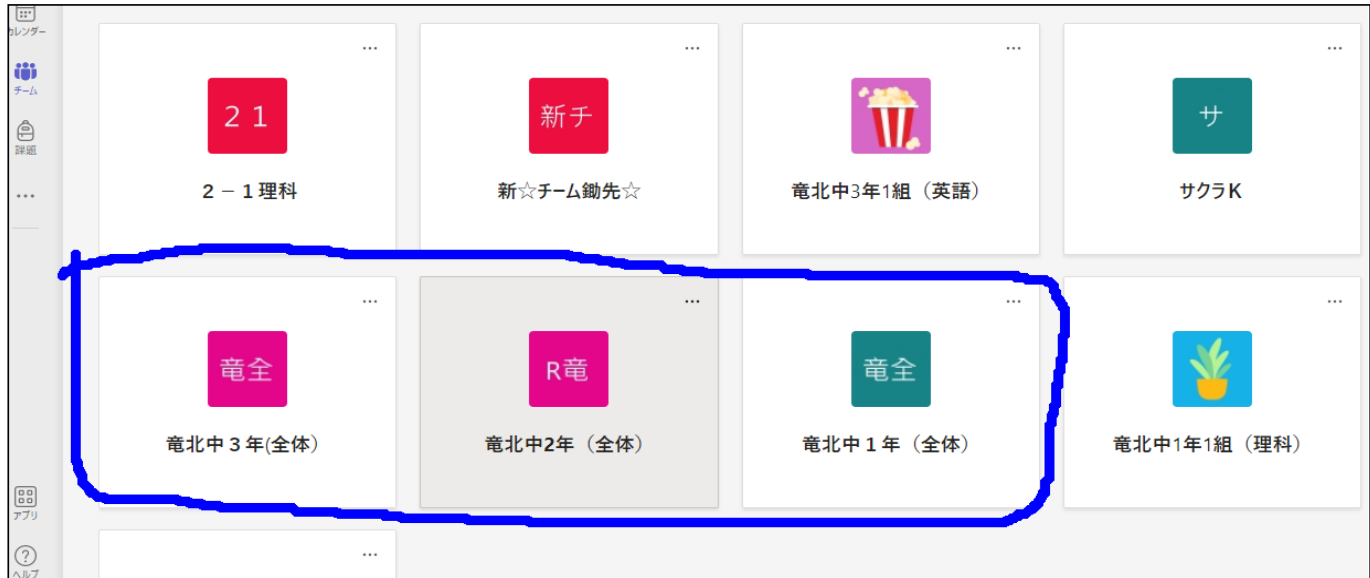 カレンダー
チーム
課題
…
アプリ
ヘルプ
…
２１
２－１理科
…
新チ
新☆チーム鋤先☆
…
竜北中3年1組（英語）
…
サ
サクラK
…
竜全
竜北中３年(全体）
…
R竜
竜北中2年（全体）
…
竜全
竜北中１年（全体）
…
竜北中1年1組（理科）
…